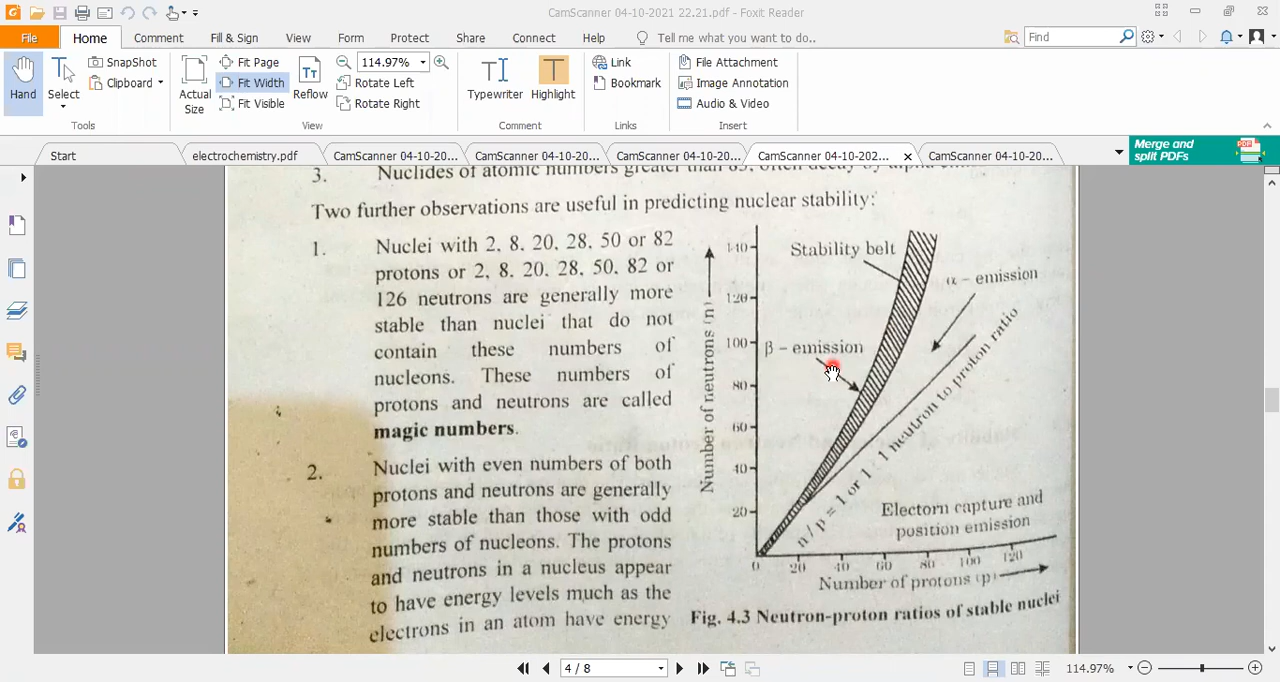 CamScanner 04-10-2021 22.21.pdf - Foxit Reader
File Home Comment Fill & Sign View Form Protect Share Connect Help Tell me what you want to do.. Find
Hand
Select
SnapShot
Clipboard
Tools
Actual
Size
Fit Page
Fit Width
Fit Visible
Reflow
114.97%
Rotate Left
Rotate Right
View
Typewriter
Highlight
Comment
Link
Bookmark
Links
File Attachment
Image Annotation
Audio & Video
Insert
Start electrochemistry.pdf CamScanner 04-10-20... CamScanner 04-10-20... CamScanner 04-10-20... CamScanner 04-10-202... CamScanner 04-10-20...
Merge and
split PDFs
3. Nuclides of atomic numbers greater than 83, often decay by alpha
Two further observations are useful in predicting nuclear stability:
1. Nuclei with 2, 8, 20, 28, 50 or 82
protons or 2, 8, 20, 28, 50, 82 or
126 neutrons are generally more
stable than nuclei that do not
contain these numbers of
nucleons. These numbers of
protons and neutrons are called
magic numbers.
2. Nuclei with even numbers of both
protons and neutrons are generally
more stable than those with odd
numbers of nucleons. The protons
and neutrons in a nucleus appear
to have energy levels much as the
electrons in an atom have energy
Number of neutrons (n)
140
120
100
80
60
40
20
Stability belt
α - emission
β - emission
n / p = 1 or 1 : 1 neutron to proton ratio
Electorn capture and
position emission
0 20 40 60 80 100 120
Number of protons (p)
Fig. 4.3 Neutron-proton ratios of stable nuclei
4 / 8
114.97%